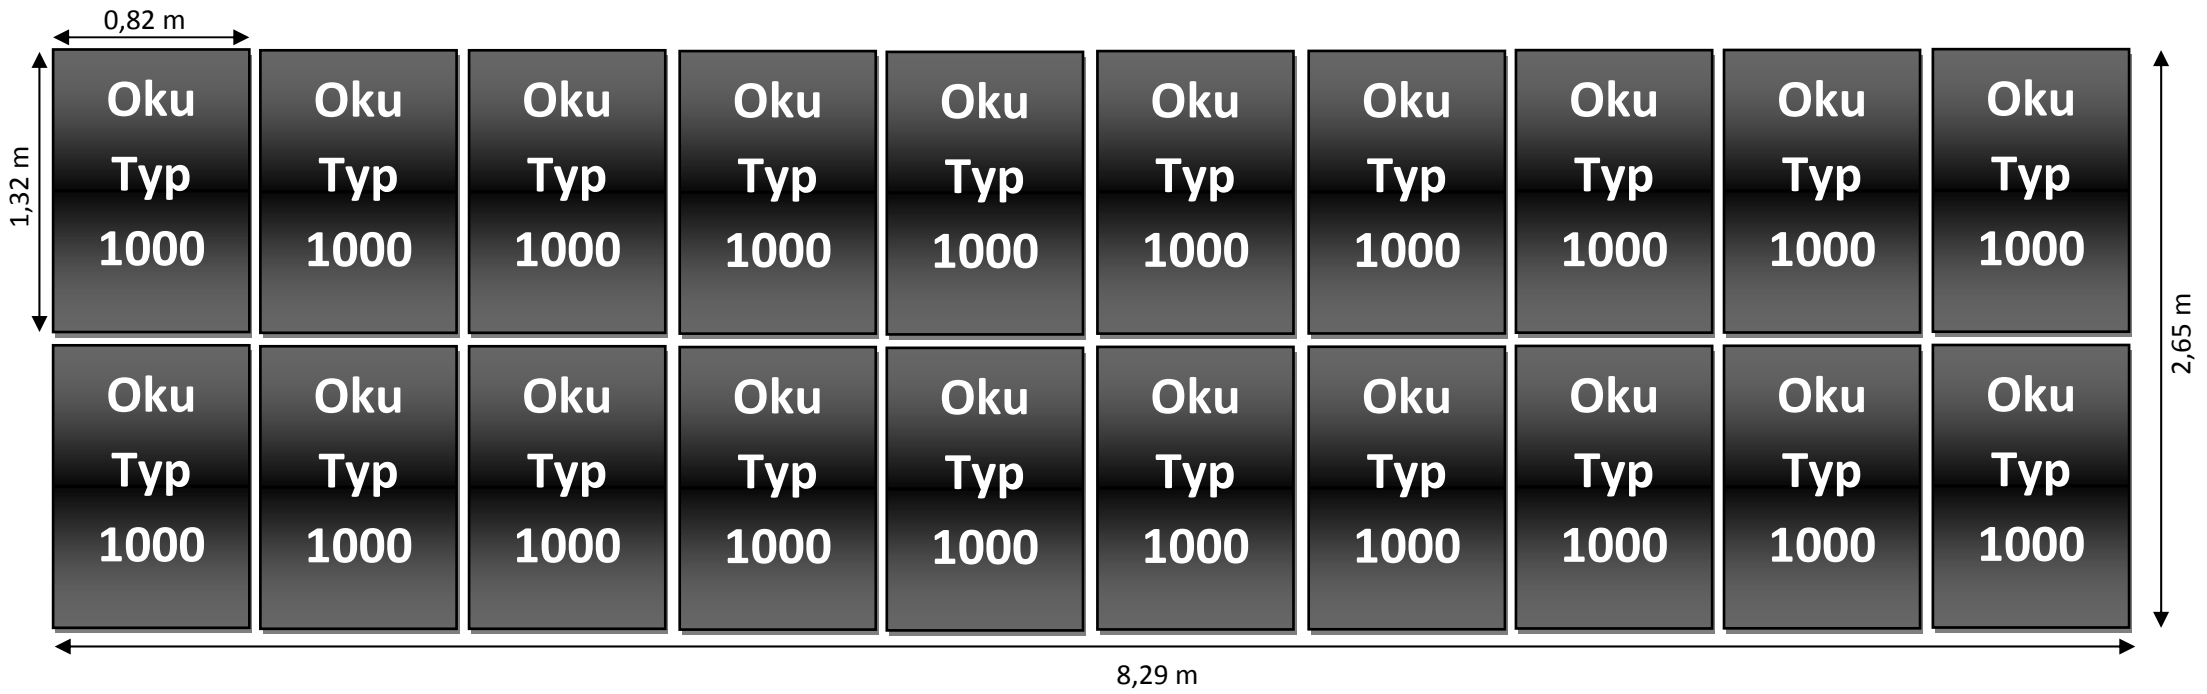 0,82 m
1,32 m
Oku Oku Oku Oku Oku Oku Oku Oku Oku Oku
Typ Typ Typ Typ Typ Typ Typ Typ Typ Typ
1000 1000 1000 1000 1000 1000 1000 1000 1000 1000
Oku Oku Oku Oku Oku Oku Oku Oku Oku Oku
Typ Typ Typ Typ Typ Typ Typ Typ Typ Typ
1000 1000 1000 1000 1000 1000 1000 1000 1000 1000
2,65 m
8,29 m